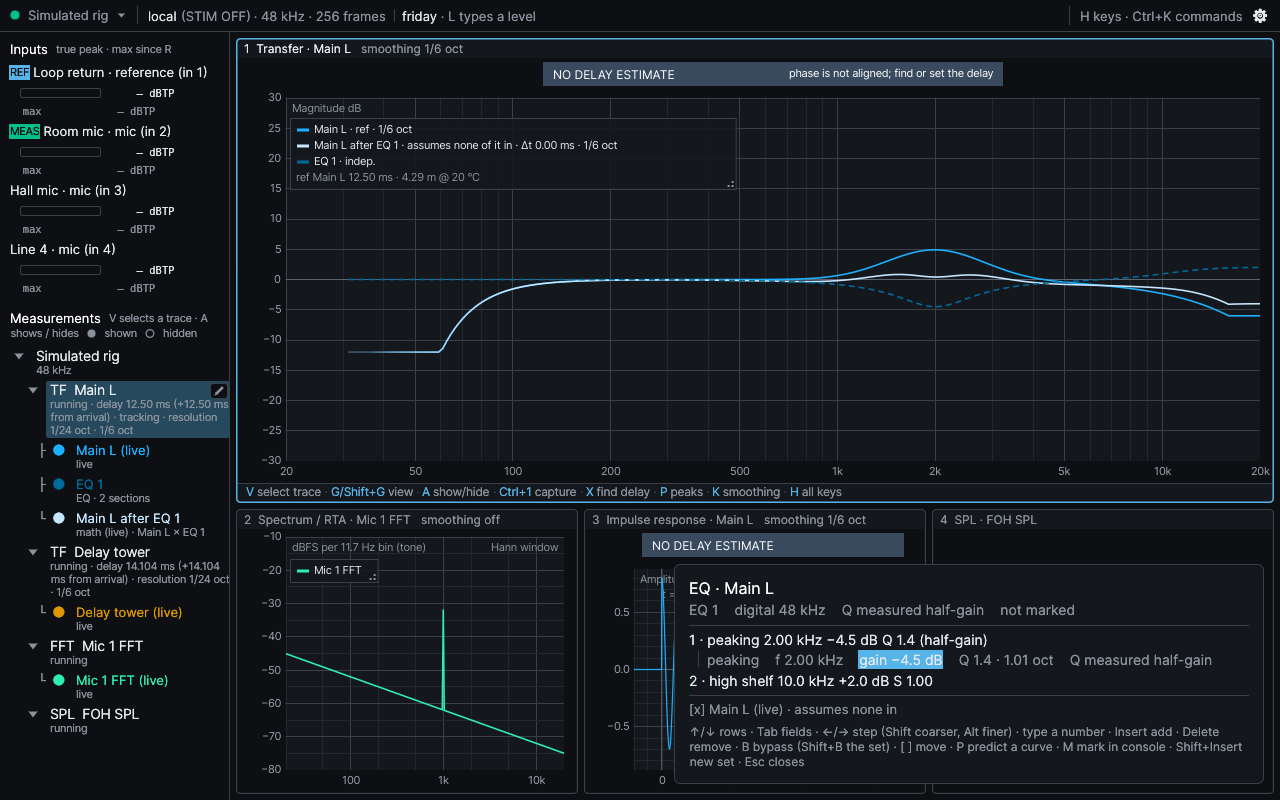 Simulated rig
local (STIM OFF) · 48 kHz · 256 frames
friday · L types a level
H keys · Ctrl+K commands
Inputs true peak · max since R
REF Loop return · reference (in 1)
– dBTP
max – dBTP
MEAS Room mic · mic (in 2)
– dBTP
max – dBTP
Hall mic · mic (in 3)
– dBTP
max – dBTP
Line 4 · mic (in 4)
– dBTP
max – dBTP
Measurements V selects a trace · A
shows / hides shown hidden
Simulated rig
48 kHz
TF Main L
running · delay 12.50 ms (+12.50 ms
from arrival) · tracking · resolution
1/24 oct · 1/6 oct
Main L (live)
live
EQ 1
EQ · 2 sections
Main L after EQ 1
math (live) · Main L × EQ 1
TF Delay tower
running · delay 14.104 ms (+14.104
ms from arrival) · resolution 1/24 oct
· 1/6 oct
Delay tower (live)
live
FFT Mic 1 FFT
running
Mic 1 FFT (live)
live
SPL FOH SPL
running
1 Transfer · Main L smoothing 1/6 oct
NO DELAY ESTIMATE phase is not aligned; find or set the delay
Magnitude dB
Main L · ref · 1/6 oct
Main L after EQ 1 · assumes none of it in · Δt 0.00 ms · 1/6 oct
EQ 1 · indep.
ref Main L 12.50 ms · 4.29 m @ 20 °C
30
25
20
15
10
5
0
−5
−10
−15
−20
−25
−30
20 50 100 200 500 1k 2k 5k 10k 20k
V select trace · G/Shift+G view · A show/hide · Ctrl+1 capture · X find delay · P peaks · K smoothing · H all keys
2 Spectrum / RTA · Mic 1 FFT smoothing off
dBFS per 11.7 Hz bin (tone) Hann window
Mic 1 FFT
−10
−20
−30
−40
−50
−60
−70
−80
100 1k 10k
3 Impulse response · Main L smoothing 1/6 oct
NO DELAY ESTIMATE
0.5
0.0
−0.5
0
4 SPL · FOH SPL
EQ · Main L
EQ 1 digital 48 kHz Q measured half-gain not marked
1 · peaking 2.00 kHz −4.5 dB Q 1.4 (half-gain)
peaking f 2.00 kHz gain −4.5 dB Q 1.4 · 1.01 oct Q measured half-gain
2 · high shelf 10.0 kHz +2.0 dB S 1.00
[x] Main L (live) · assumes none in
↑/↓ rows · Tab fields · ←/→ step (Shift coarser, Alt finer) · type a number · Insert add · Delete
remove · B bypass (Shift+B the set) · [ ] move · P predict a curve · M mark in console · Shift+Insert
new set · Esc closes